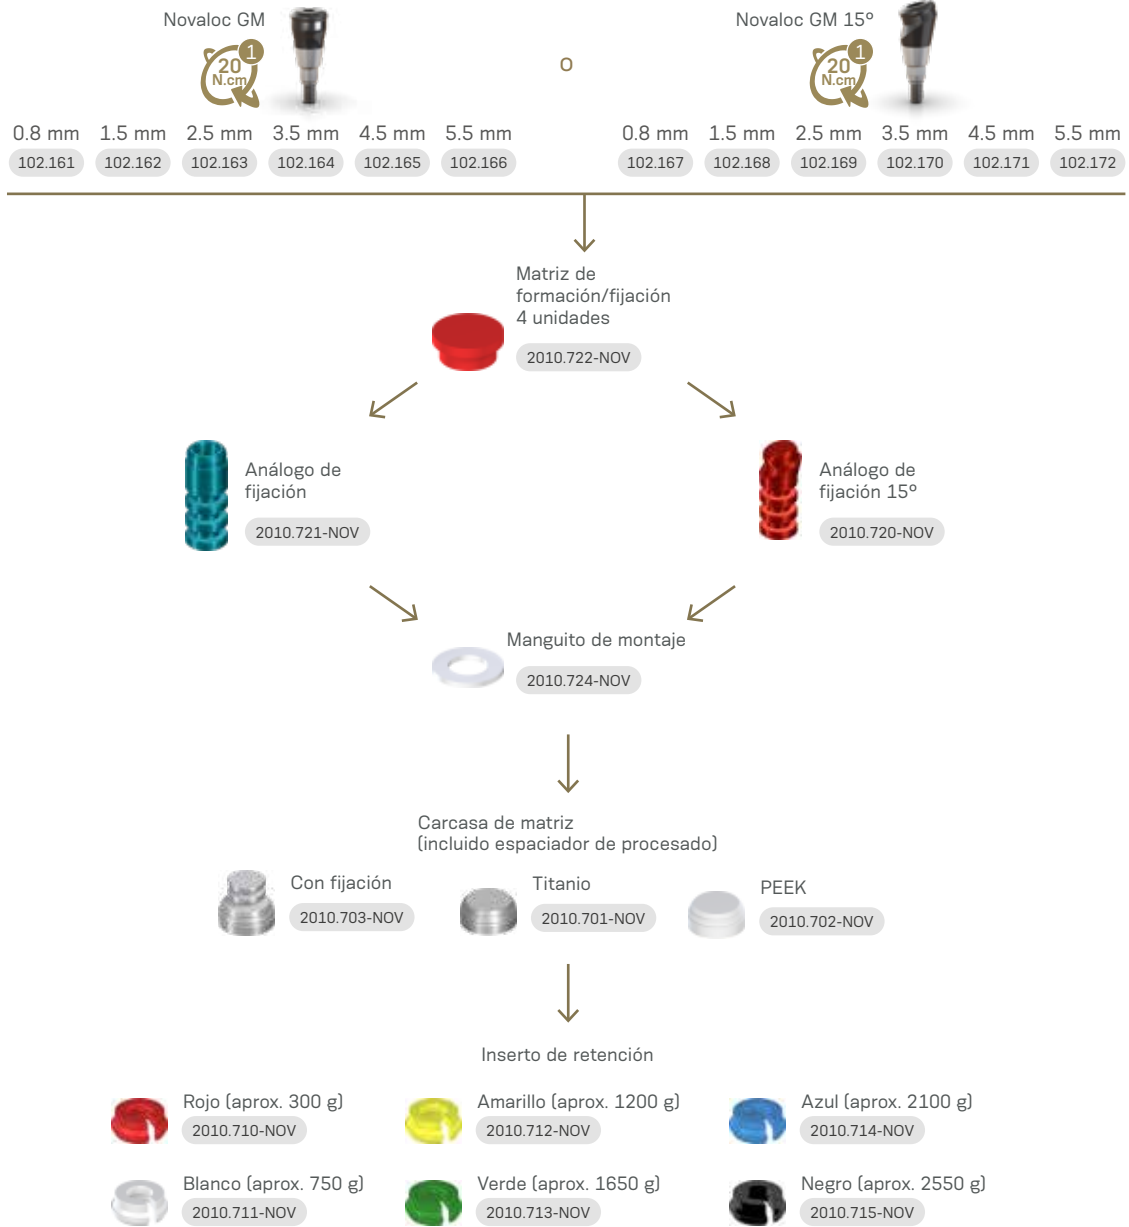 Novaloc GM
1
20
N.cm
0.8 mm 1.5 mm 2.5 mm 3.5 mm 4.5 mm 5.5 mm
102.161 102.162 102.163 102.164 102.165 102.166
o
Novaloc GM 15°
1
20
N.cm
0.8 mm 1.5 mm 2.5 mm 3.5 mm 4.5 mm 5.5 mm
102.167 102.168 102.169 102.170 102.171 102.172
Matriz de
formación/fijación
4 unidades
2010.722-NOV
Análogo de
fijación
2010.721-NOV
Análogo de
fijación 15°
2010.720-NOV
Manguito de montaje
2010.724-NOV
Carcasa de matriz
(incluido espaciador de procesado)
Con fijación
2010.703-NOV
Titanio
2010.701-NOV
PEEK
2010.702-NOV
Inserto de retención
Rojo (aprox. 300 g)
2010.710-NOV
Amarillo (aprox. 1200 g)
2010.712-NOV
Azul (aprox. 2100 g)
2010.714-NOV
Blanco (aprox. 750 g)
2010.711-NOV
Verde (aprox. 1650 g)
2010.713-NOV
Negro (aprox. 2550 g)
2010.715-NOV